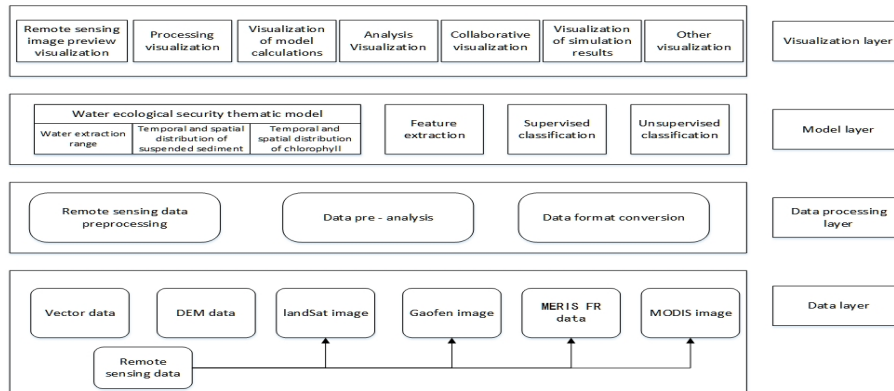 Remote sensing
image preview
visualization
Processing
visualization
Visualization
of model
calculations
Analysis
Visualization
Collaborative
visualization
Visualization
of simulation
results
Other
visualization
Visualization layer
Water ecological security thematic model
Water extraction
range
Temporal and spatial
distribution of
suspended sediment
Temporal and
spatial distribution
of chlorophyll
Feature
extraction
Supervised
classification
Unsupervised
classification
Model layer
Remote sensing data
preprocessing
Data pre - analysis
Data format conversion
Data processing
layer
Vector data
DEM data
landSat image
Gaofen image
MERIS FR
data
MODIS image
Data layer
Remote
sensing data